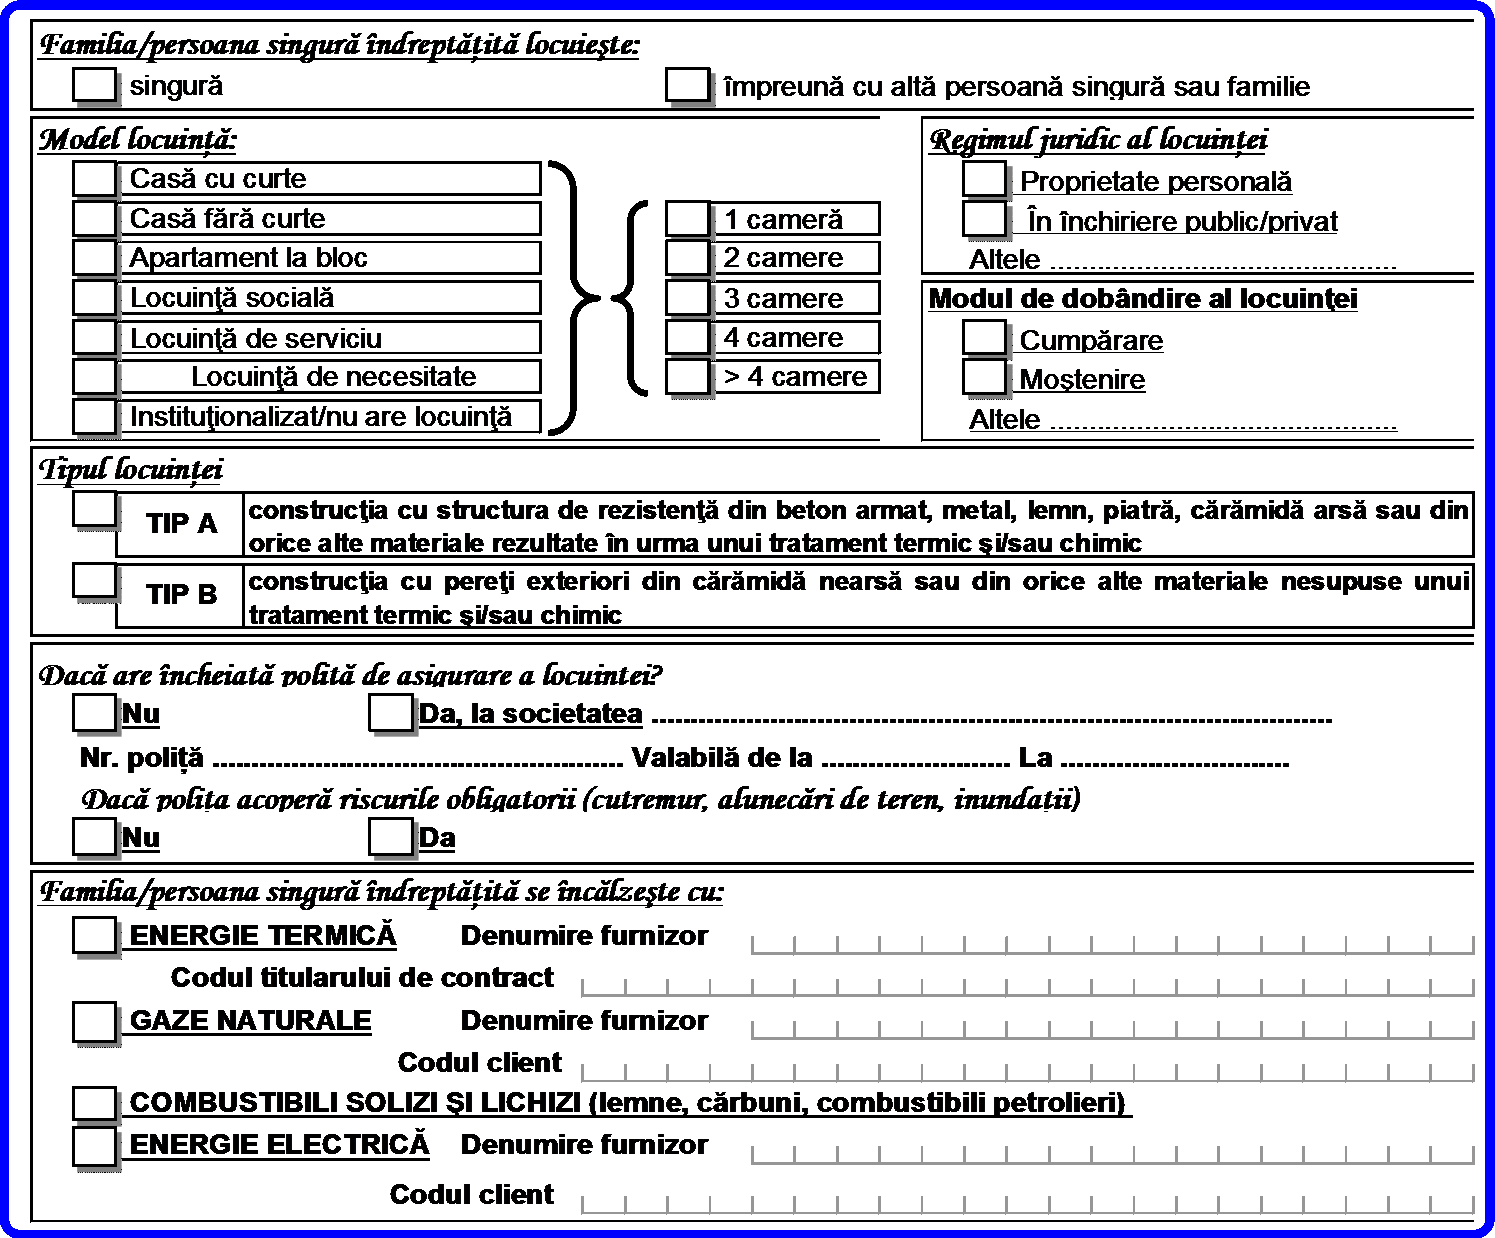 Familia/persoana singură îndreptăţită locuieşte:
singură împreună cu altă persoană singură sau familie
Model locuinţă:
Casă cu curte
Casă fără curte
Apartament la bloc
Locuinţă socială
Locuinţă de serviciu
Locuinţă de necesitate
Instituţionalizat/nu are locuinţă
1 cameră
2 camere
3 camere
4 camere
> 4 camere
Regimul juridic al locuinţei
Proprietate personală
În închiriere public/privat
Altele ............................................
Modul de dobândire al locuinţei
Cumpărare
Moştenire
Altele ............................................
Tipul locuinţei
TIP A
construcţia cu structura de rezistenţă din beton armat, metal, lemn, piatră, cărămidă arsă sau din
orice alte materiale rezultate în urma unui tratament termic şi/sau chimic
TIP B
construcţia cu pereţi exteriori din cărămidă nearsă sau din orice alte materiale nesupuse unui
tratament termic şi/sau chimic
Dacă are încheiată polită de asigurare a locuintei?
Nu Da, la societatea ......................................................................................
Nr. poliţă .................................................... Valabilă de la ........................ La .............................
Dacă poliţa acoperă riscurile obligatorii (cutremur, alunecări de teren, inundaţii)
Nu Da
Familia/persoana singură îndreptăţită se încălzeşte cu:
ENERGIE TERMICĂ Denumire furnizor
Codul titularului de contract
GAZE NATURALE Denumire furnizor
Codul client
COMBUSTIBILI SOLIZI ŞI LICHIZI (lemne, cărbuni, combustibili petrolieri)
ENERGIE ELECTRICĂ Denumire furnizor
Codul client